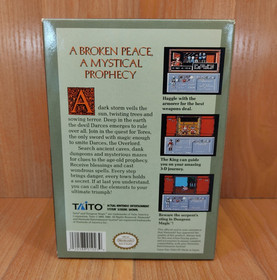 A BROKEN PEACE,
A MYSTICAL
PROPHECY
A
dark storm veils the
sun, twisting trees and
sowing terror. Deep in the earth
the devil Darces emerges to rule
over all. Join in the quest for Torna,
the only sword with magic enough
to smite Darces, the Overlord
Search ancient caves, dank
dungeons and mysterious mazes
for clues to the age-old prophecy.
Receive blessings and cast
wondrous spells. Every step
brings danger, every town holds a
secret. If at last you understand,
you can call the elements to your
ultimate triumph!
Haggle with the
armorer for the best
weapons deal.
The King can guide
you on your amazing
3-D journey.
Beware the serpent's
sting in Dungeon
Magic™!
TAITO
Nintendo